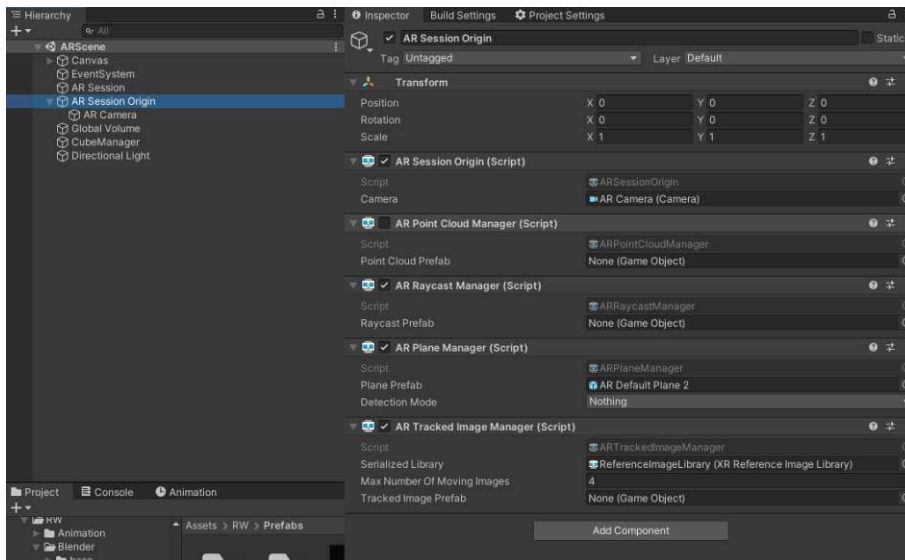 Hierarchy
All
ARScene
Canvas
EventSystem
AR Session
AR Session Origin
AR Camera
Global Volume
CubeManager
Directional Light
Project
Console
Animation
RW
Animation
Blender
Assets > RW > Prefabs
Inspector
Build Settings
Project Settings
AR Session Origin
Static
Tag Untagged
Layer Default
Transform
Position X 0 Y 0 Z 0
Rotation X 0 Y 0 Z 0
Scale X 1 Y 1 Z 1
AR Session Origin (Script)
Script ARSessionOrigin
Camera AR Camera (Camera)
AR Point Cloud Manager (Script)
Script ARPointCloudManager
Point Cloud Prefab None (Game Object)
AR Raycast Manager (Script)
Script ARRaycastManager
Raycast Prefab None (Game Object)
AR Plane Manager (Script)
Script ARPlaneManager
Plane Prefab AR Default Plane 2
Detection Mode Nothing
AR Tracked Image Manager (Script)
Script ARTrackedImageManager
Serialized Library ReferenceImageLibrary (XR Reference Image Library)
Max Number Of Moving Images 4
Tracked Image Prefab None (Game Object)
Add Component